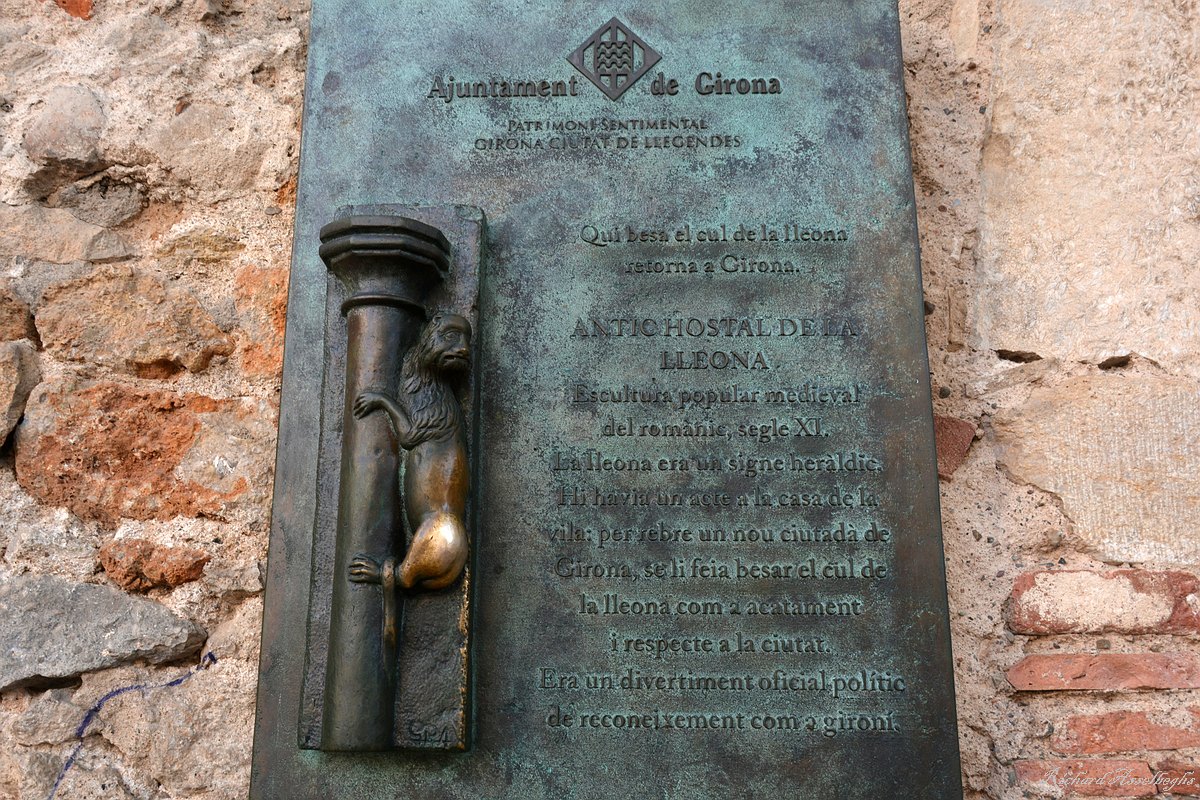 Ajuntament de Girona
PATRIMONI SENTIMENTAL
GIRONA CIUTAT DE LLEGENDES
Qui besa el cul de la lleona
retorna a Girona.
ANTIC HOSTAL DE LA
LLEONA
Escultura popular medieval
del romànic, segle XI.
La lleona era un signe heràldic.
Hi havia un acte a la casa de la
vila: per rebre un nou ciutadà de
Girona, se li feia besar el cul de
la lleona com a acatament
i respecte a la ciutat.
Era un divertiment oficial polític
de reconeixement com a gironí.
Richard Asselberghs